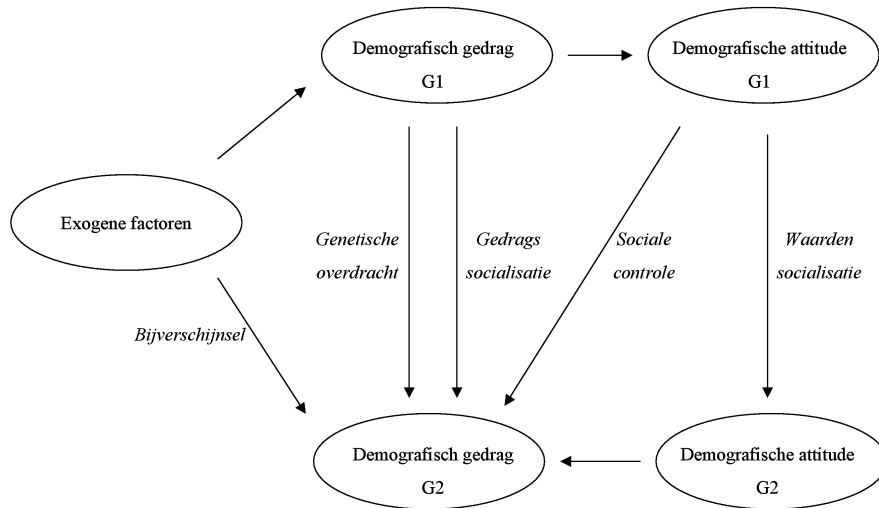 Demografisch gedrag
G1
Demografische attitude
G1
Exogene factoren
Genetische
overdracht
Gedrags
socialisatie
Sociale
controle
Waarden
socialisatie
Bijverschijnsel
Demografisch gedrag
G2
Demografische attitude
G2